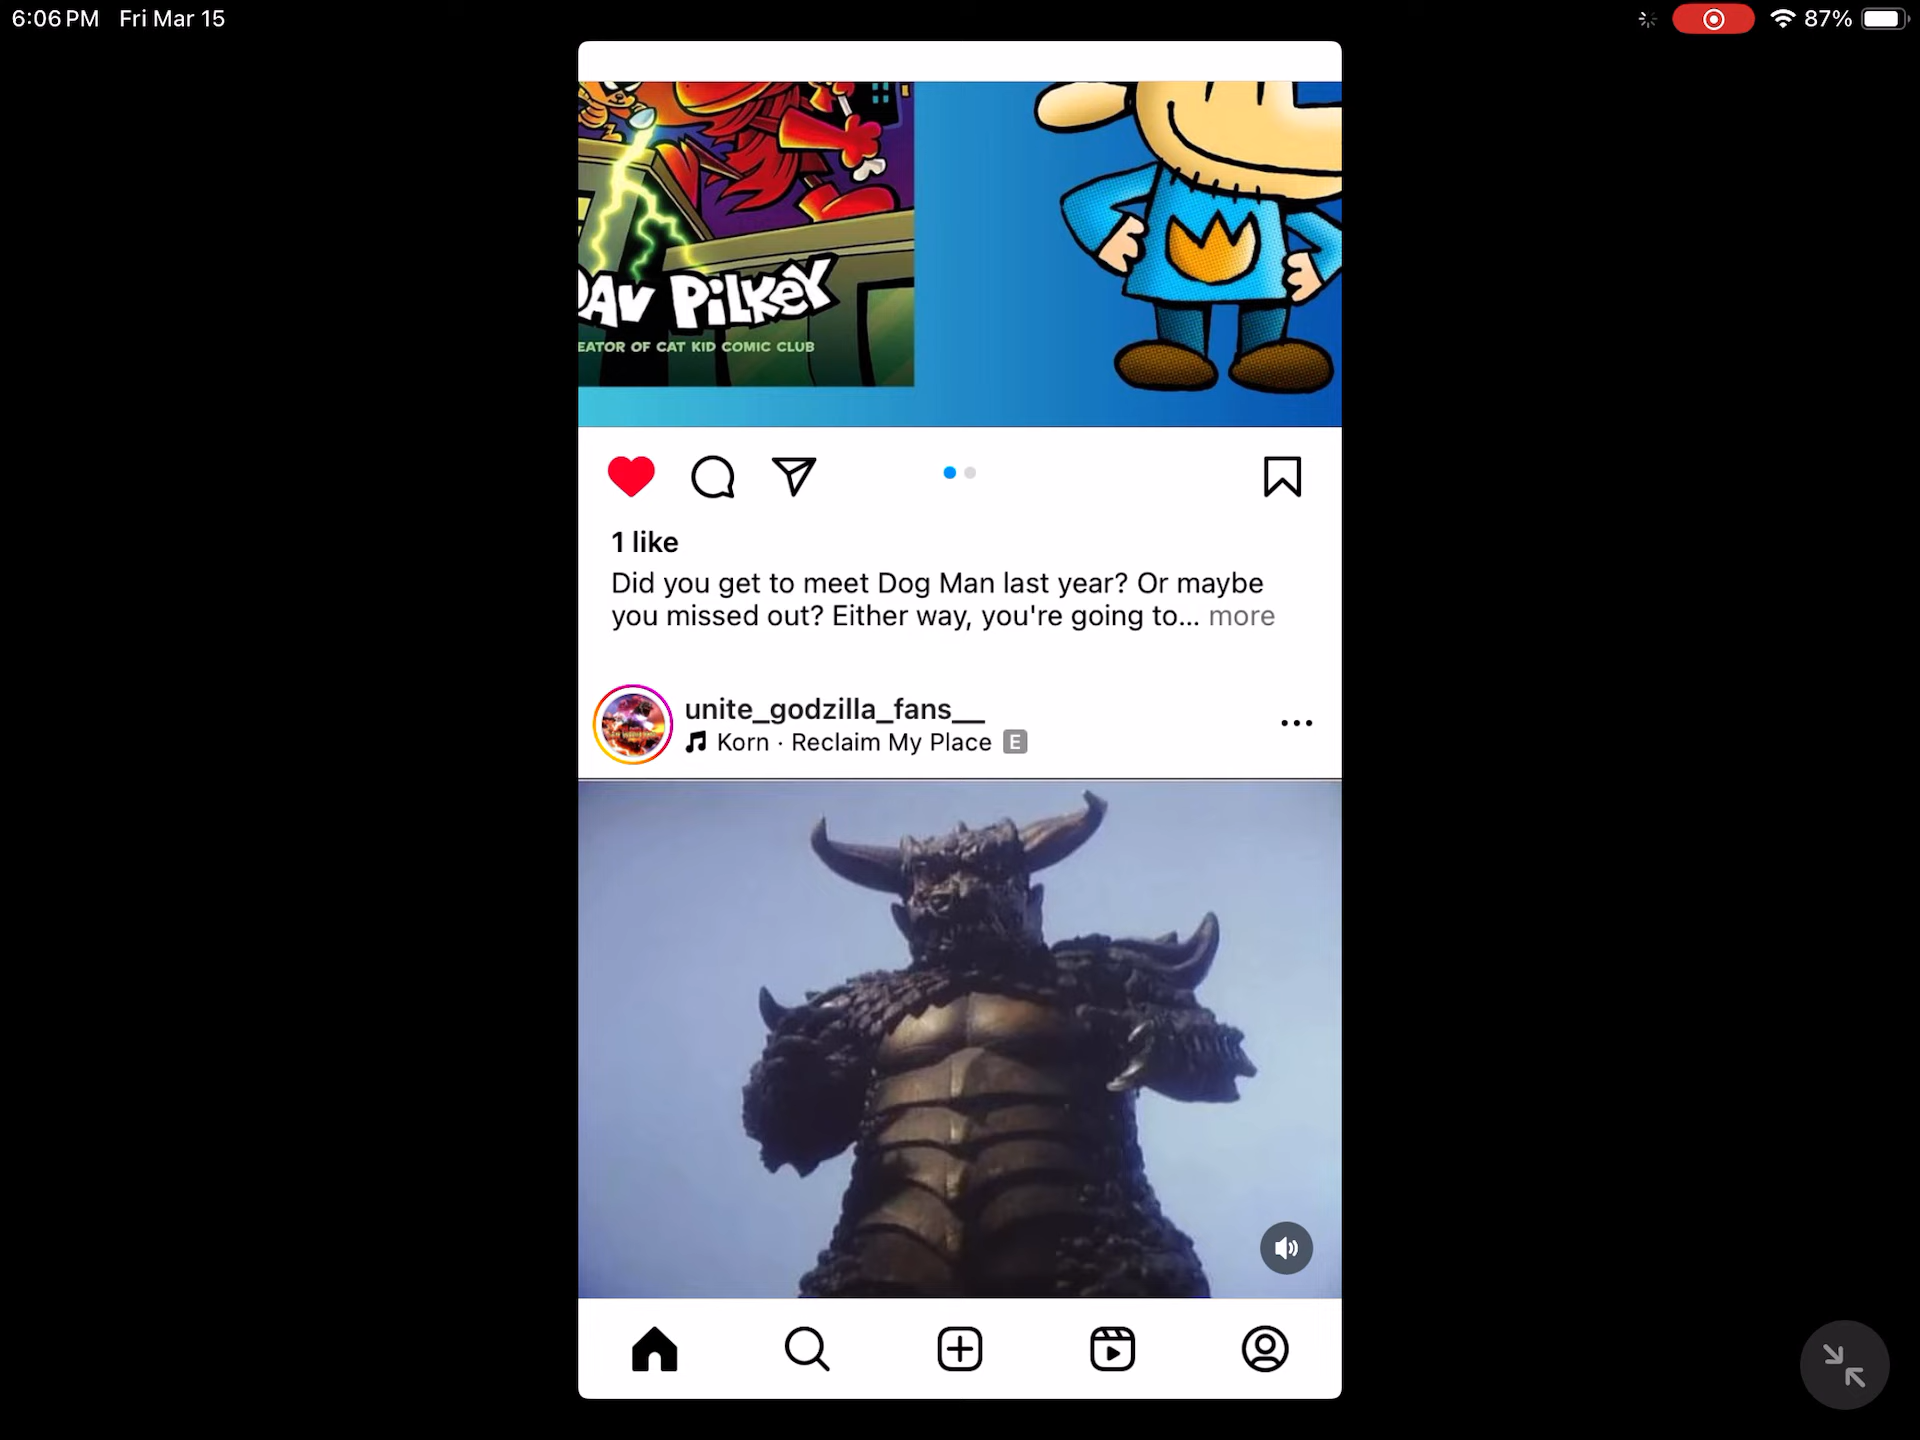 6:06 PM Fri Mar 15
87%
DAV PILKEY
EATOR OF CAT KID COMIC CLUB
1 like
Did you get to meet Dog Man last year? Or maybe
you missed out? Either way, you're going to... more
unite_godzilla_fans__
Korn · Reclaim My Place E